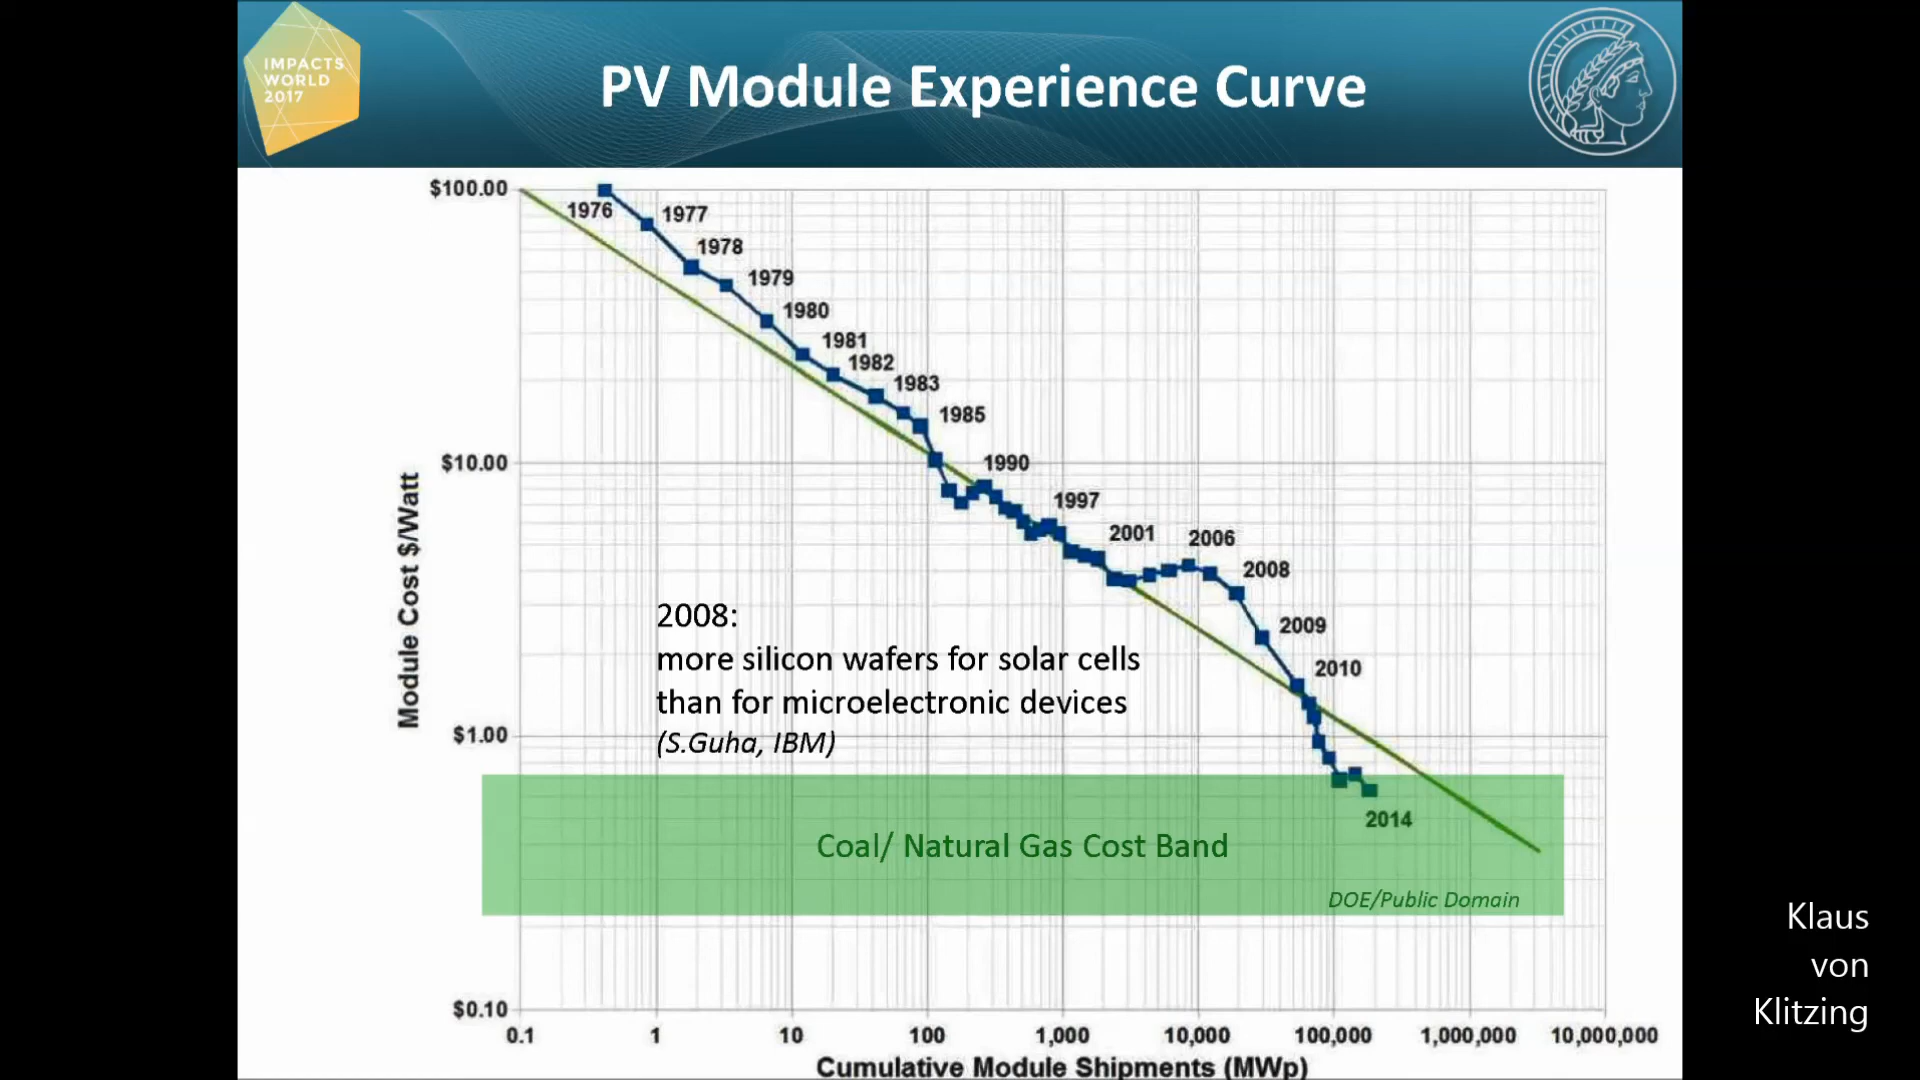 IMPACTS
WORLD
2017
PV Module Experience Curve
$100.00
$10.00
$1.00
$0.10
Module Cost $/Watt
1976
1977
1978
1979
1980
1981
1982
1983
1985
1990
1997
2001
2006
2008
2009
2010
2014
2008:
more silicon wafers for solar cells
than for microelectronic devices
(S.Guha, IBM)
Coal/ Natural Gas Cost Band
DOE/Public Domain
0.1 1 10 100 1,000 10,000 100,000 1,000,000 10,000,000
Cumulative Module Shipments (MWp)
Klaus
von
Klitzing